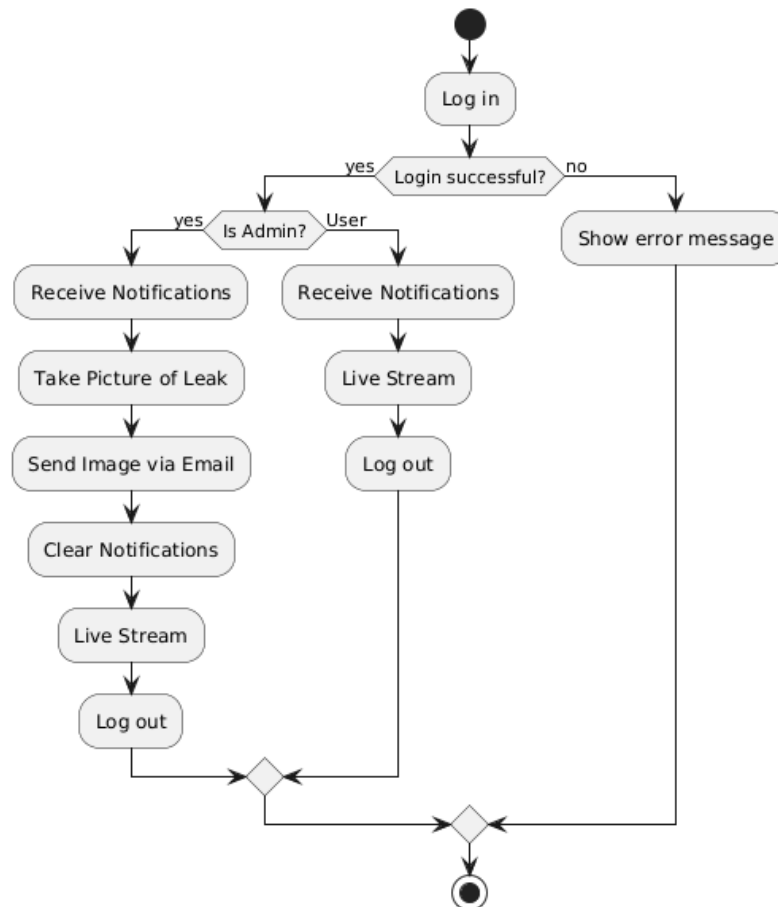 Log in
yes
Login successful?
no
yes
Is Admin?
User
Show error message
Receive Notifications
Receive Notifications
Take Picture of Leak
Live Stream
Send Image via Email
Log out
Clear Notifications
Live Stream
Log out